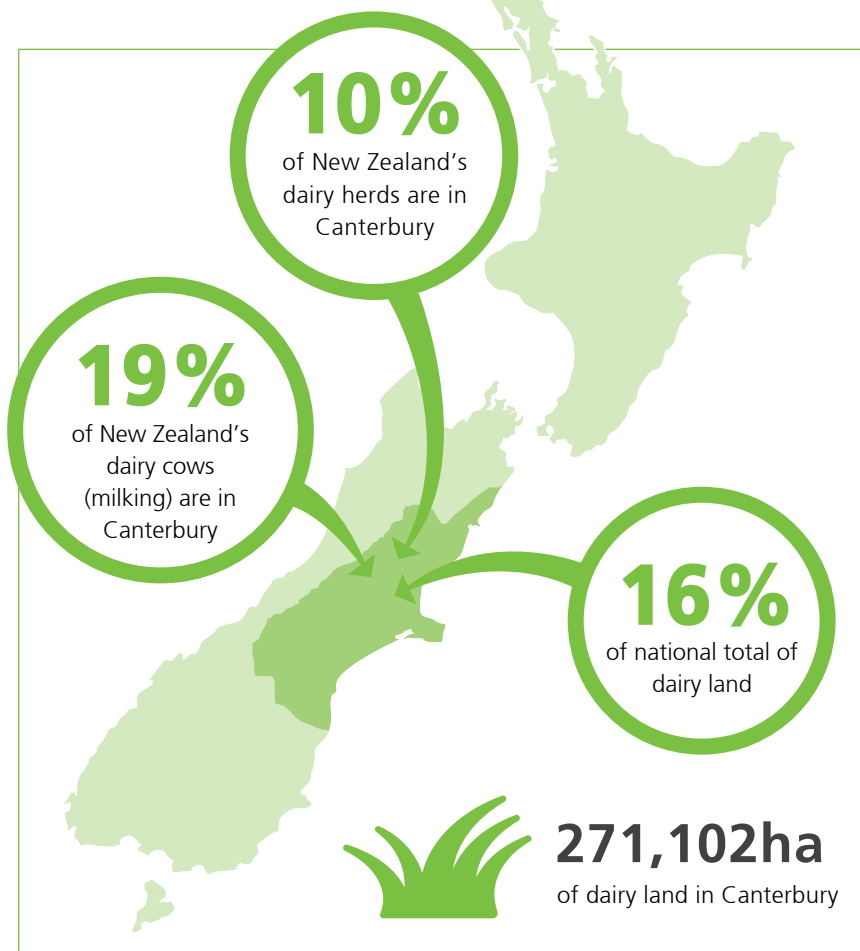 10%
of New Zealand's
dairy herds are in
Canterbury
19%
of New Zealand's
dairy cows
(milking) are in
Canterbury
16%
of national total of
dairy land
271,102ha
of dairy land in Canterbury